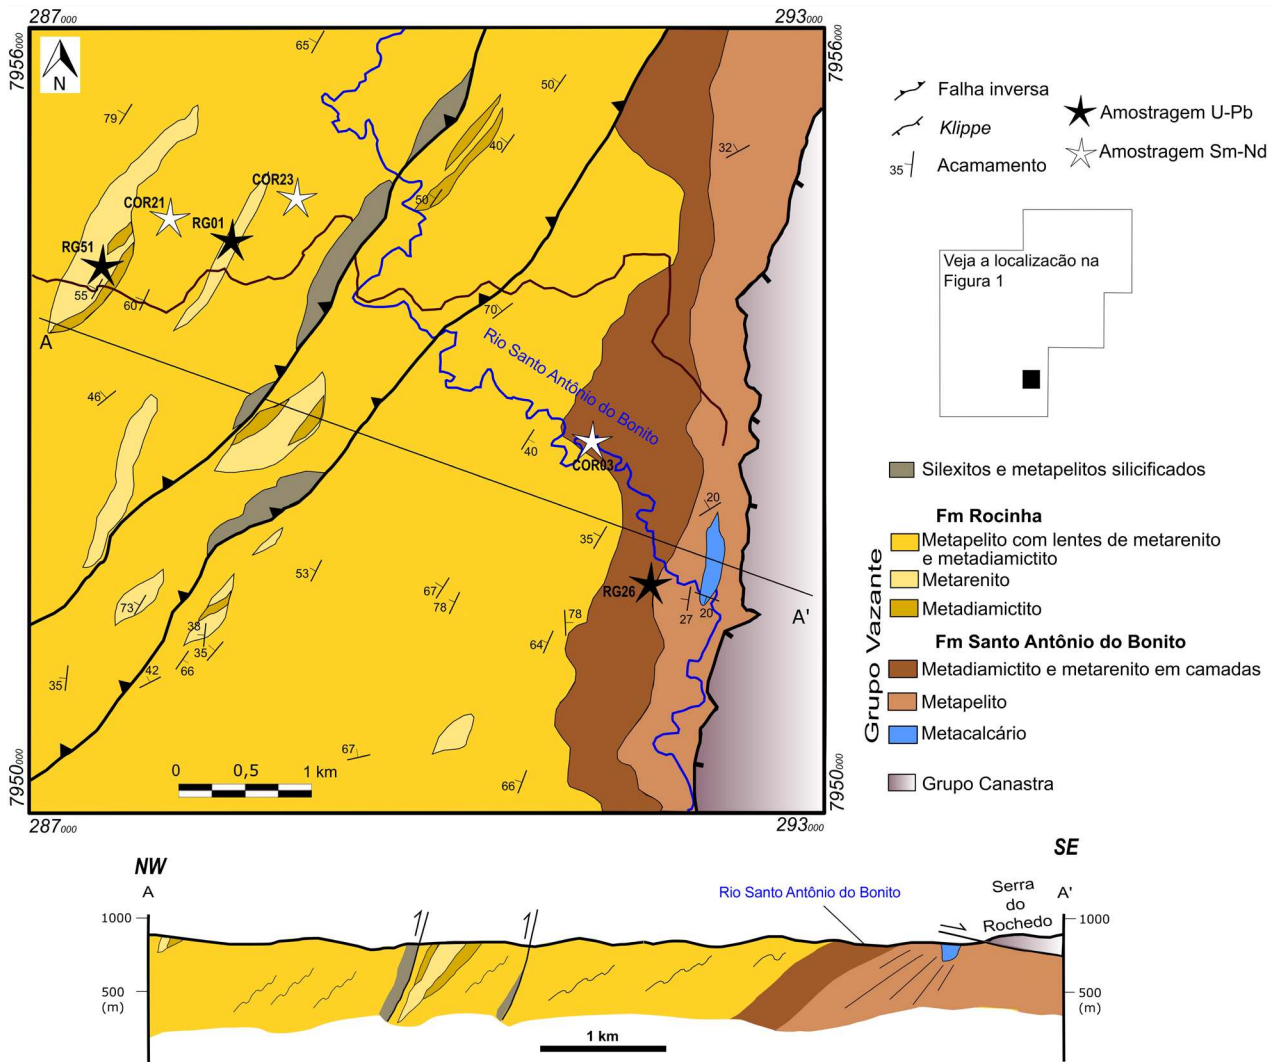 287000
293000
7956000
7956000
N
65
50
79
40
32
COR23
COR21
50
RG01
RG51
55
60
70
A
Rio Santo Antônio do Bonito
46
40
COR03
20
35
53
67
78
RG26
27
20
A'
73
38
35
78
64
66
42
35
67
66
0 0,5 1 km
7950000
7950000
287000
293000
Falha inversa
Klippe
35 Acamamento
Amostragem U-Pb
Amostragem Sm-Nd
Veja a localização na
Figura 1
Silexitos e metapelitos silicificados
Grupo Vazante
Fm Rocinha
Metapelito com lentes de metarenito
e metadiamictito
Metarenito
Metadiamictito
Fm Santo Antônio do Bonito
Metadiamictito e metarenito em camadas
Metapelito
Metacalcário
Grupo Canastra
NW
SE
A
Rio Santo Antônio do Bonito
Serra
do
Rochedo
A'
1000
1000
500
(m)
500
(m)
1 km